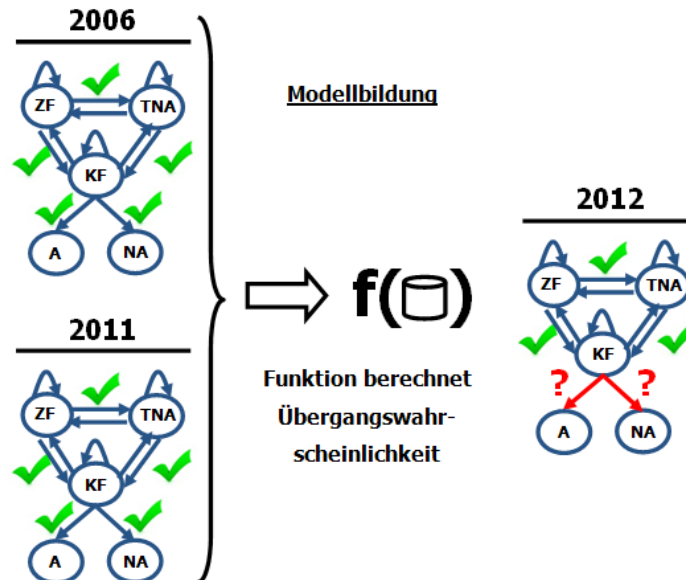 2006
ZF
TNA
KF
A
NA
2011
ZF
TNA
KF
A
NA
Modellbildung
f( )
Funktion berechnet
Übergangswahr-
scheinlichkeit
2012
ZF
TNA
KF
? ?
A
NA